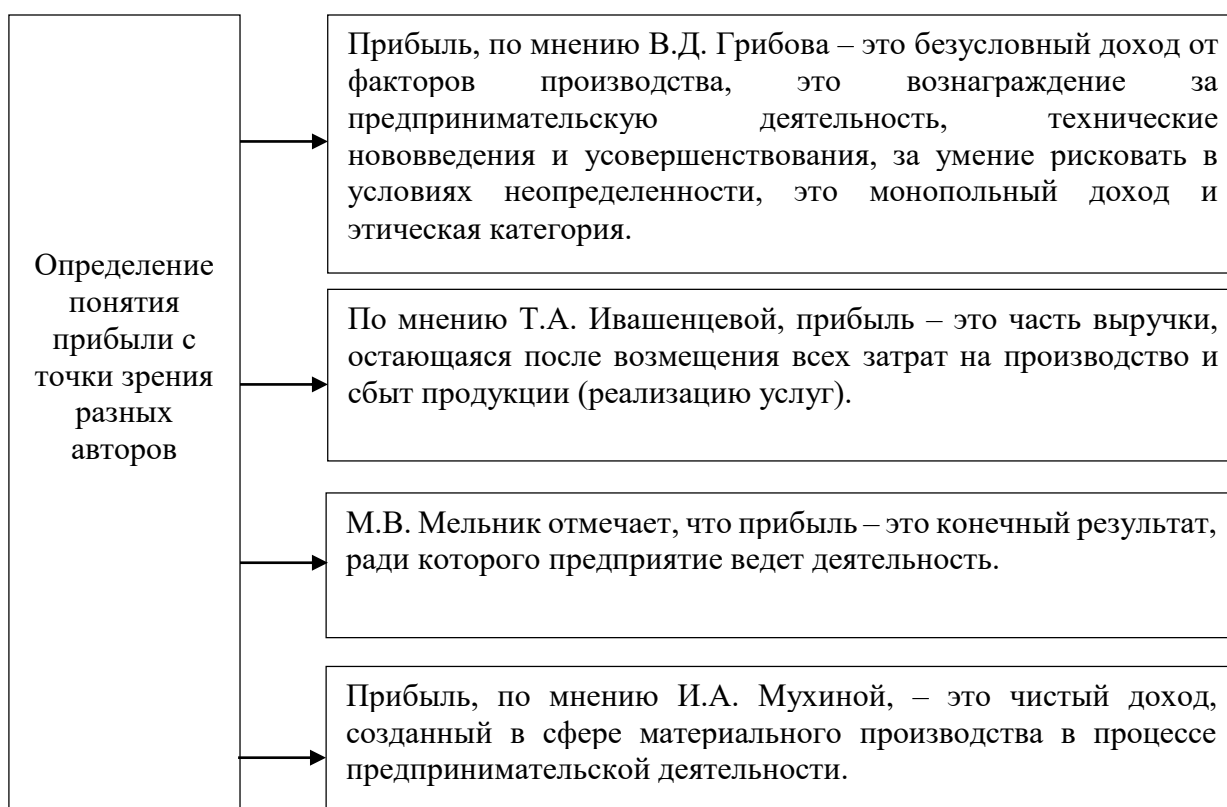 Определение
понятия
прибыли с
точки зрения
разных
авторов
Прибыль, по мнению В.Д. Грибова – это безусловный доход от
факторов производства, это вознаграждение за
предпринимательскую деятельность, технические
нововведения и усовершенствования, за умение рисковать в
условиях неопределенности, это монопольный доход и
этическая категория.
По мнению Т.А. Ивашенцевой, прибыль – это часть выручки,
остающаяся после возмещения всех затрат на производство и
сбыт продукции (реализацию услуг).
М.В. Мельник отмечает, что прибыль – это конечный результат,
ради которого предприятие ведет деятельность.
Прибыль, по мнению И.А. Мухиной, – это чистый доход,
созданный в сфере материального производства в процессе
предпринимательской деятельности.